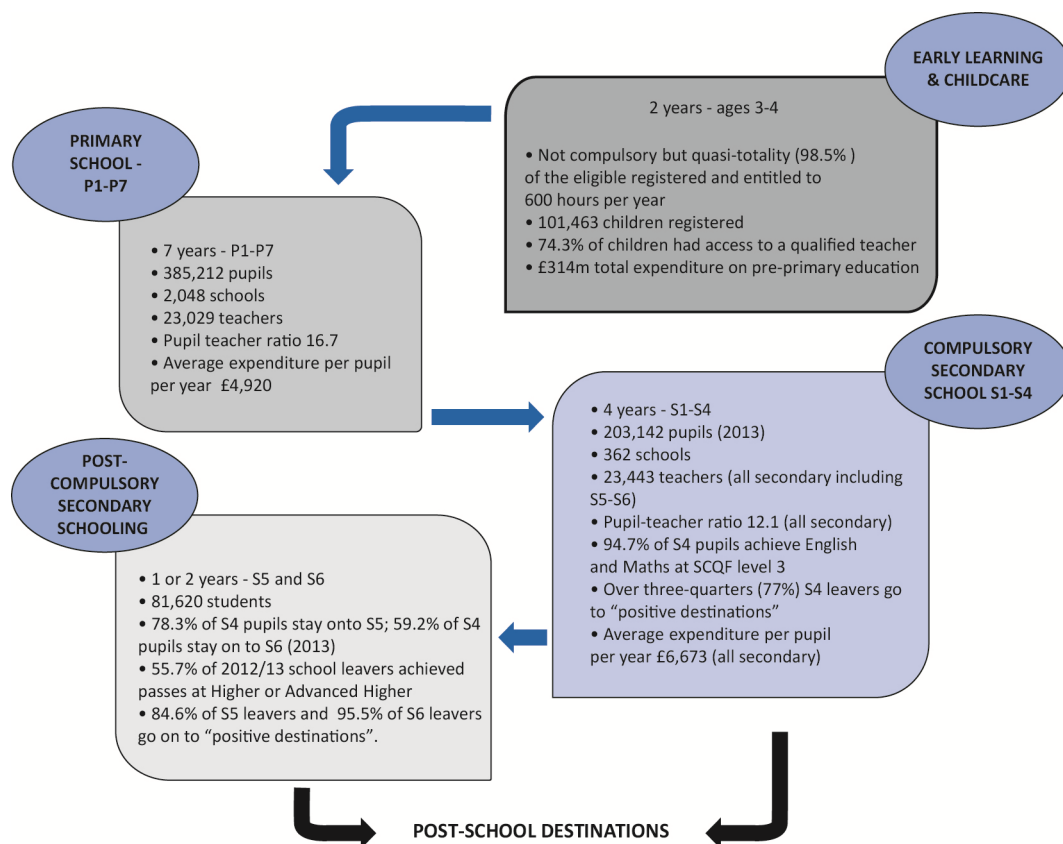 EARLY LEARNING
& CHILDCARE
2 years - ages 3-4
• Not compulsory but quasi-totality (98.5% )
of the eligible registered and entitled to
600 hours per year
• 101,463 children registered
• 74.3% of children had access to a qualified teacher
• £314m total expenditure on pre-primary education
PRIMARY
SCHOOL -
P1-P7
• 7 years - P1-P7
• 385,212 pupils
• 2,048 schools
• 23,029 teachers
• Pupil teacher ratio 16.7
• Average expenditure per pupil
per year £4,920
COMPULSORY
SECONDARY
SCHOOL S1-S4
• 4 years - S1-S4
• 203,142 pupils (2013)
• 362 schools
• 23,443 teachers (all secondary including
S5-S6)
• Pupil-teacher ratio 12.1 (all secondary)
• 94.7% of S4 pupils achieve English
and Maths at SCQF level 3
• Over three-quarters (77%) S4 leavers go
to “positive destinations”
• Average expenditure per pupil
per year £6,673 (all secondary)
POST-
COMPULSORY
SECONDARY
SCHOOLING
• 1 or 2 years - S5 and S6
• 81,620 students
• 78.3% of S4 pupils stay onto S5; 59.2% of S4
pupils stay on to S6 (2013)
• 55.7% of 2012/13 school leavers achieved
passes at Higher or Advanced Higher
• 84.6% of S5 leavers and 95.5% of S6 leavers
go on to “positive destinations”.
POST-SCHOOL DESTINATIONS